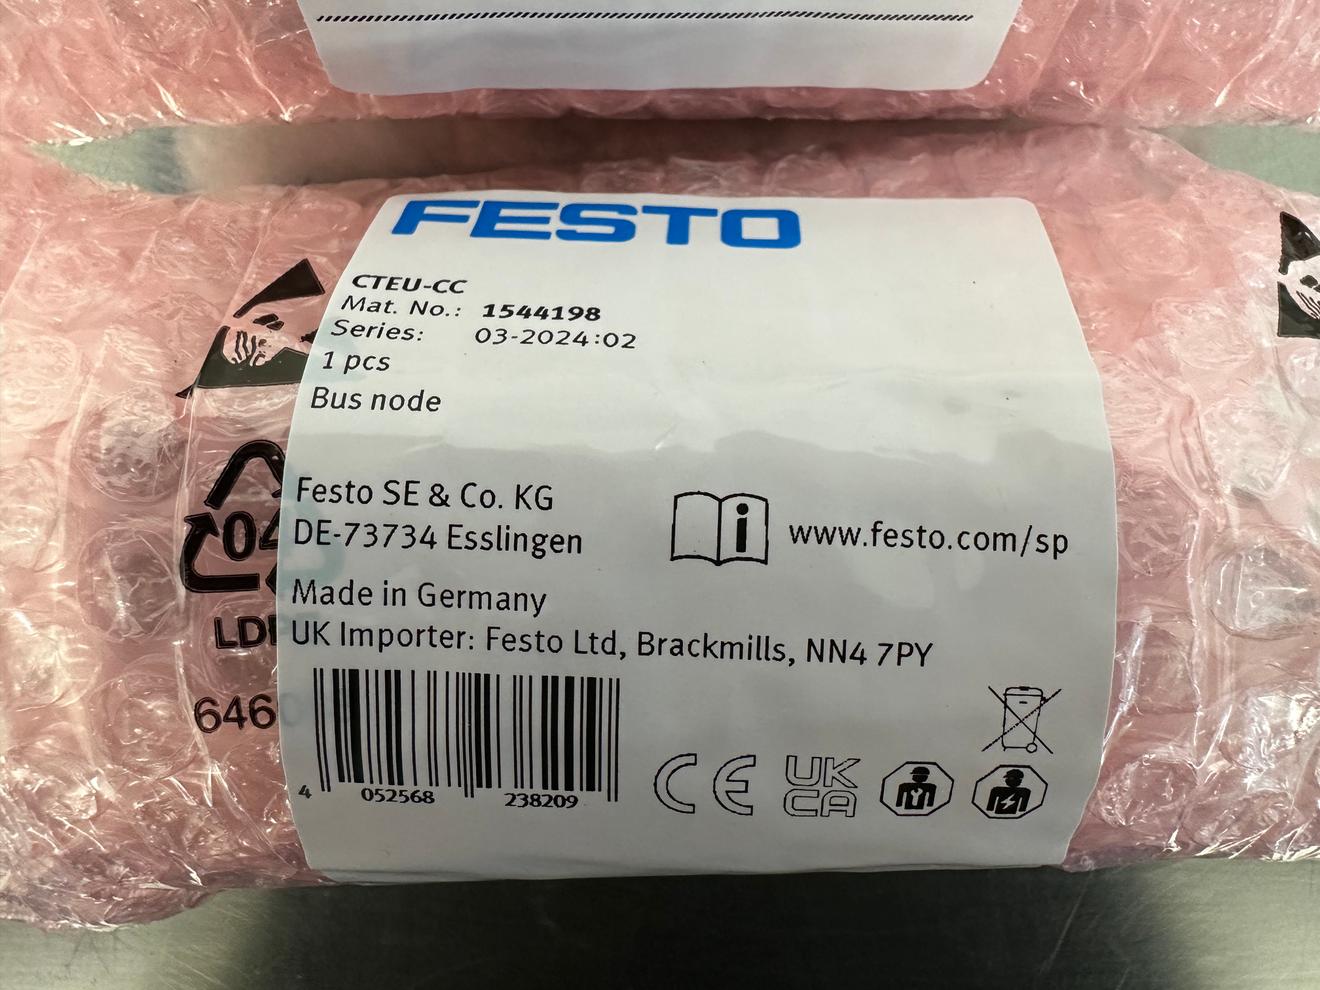 FESTO
CTEU-CC
Mat. No.: 1544198
Series: 03-2024:02
1 pcs
Bus node
Festo SE & Co. KG
DE-73734 Esslingen
www.festo.com/sp
Made in Germany
UK Importer: Festo Ltd, Brackmills, NN4 7PY
4 052568 238209
CE
UK
CA
04